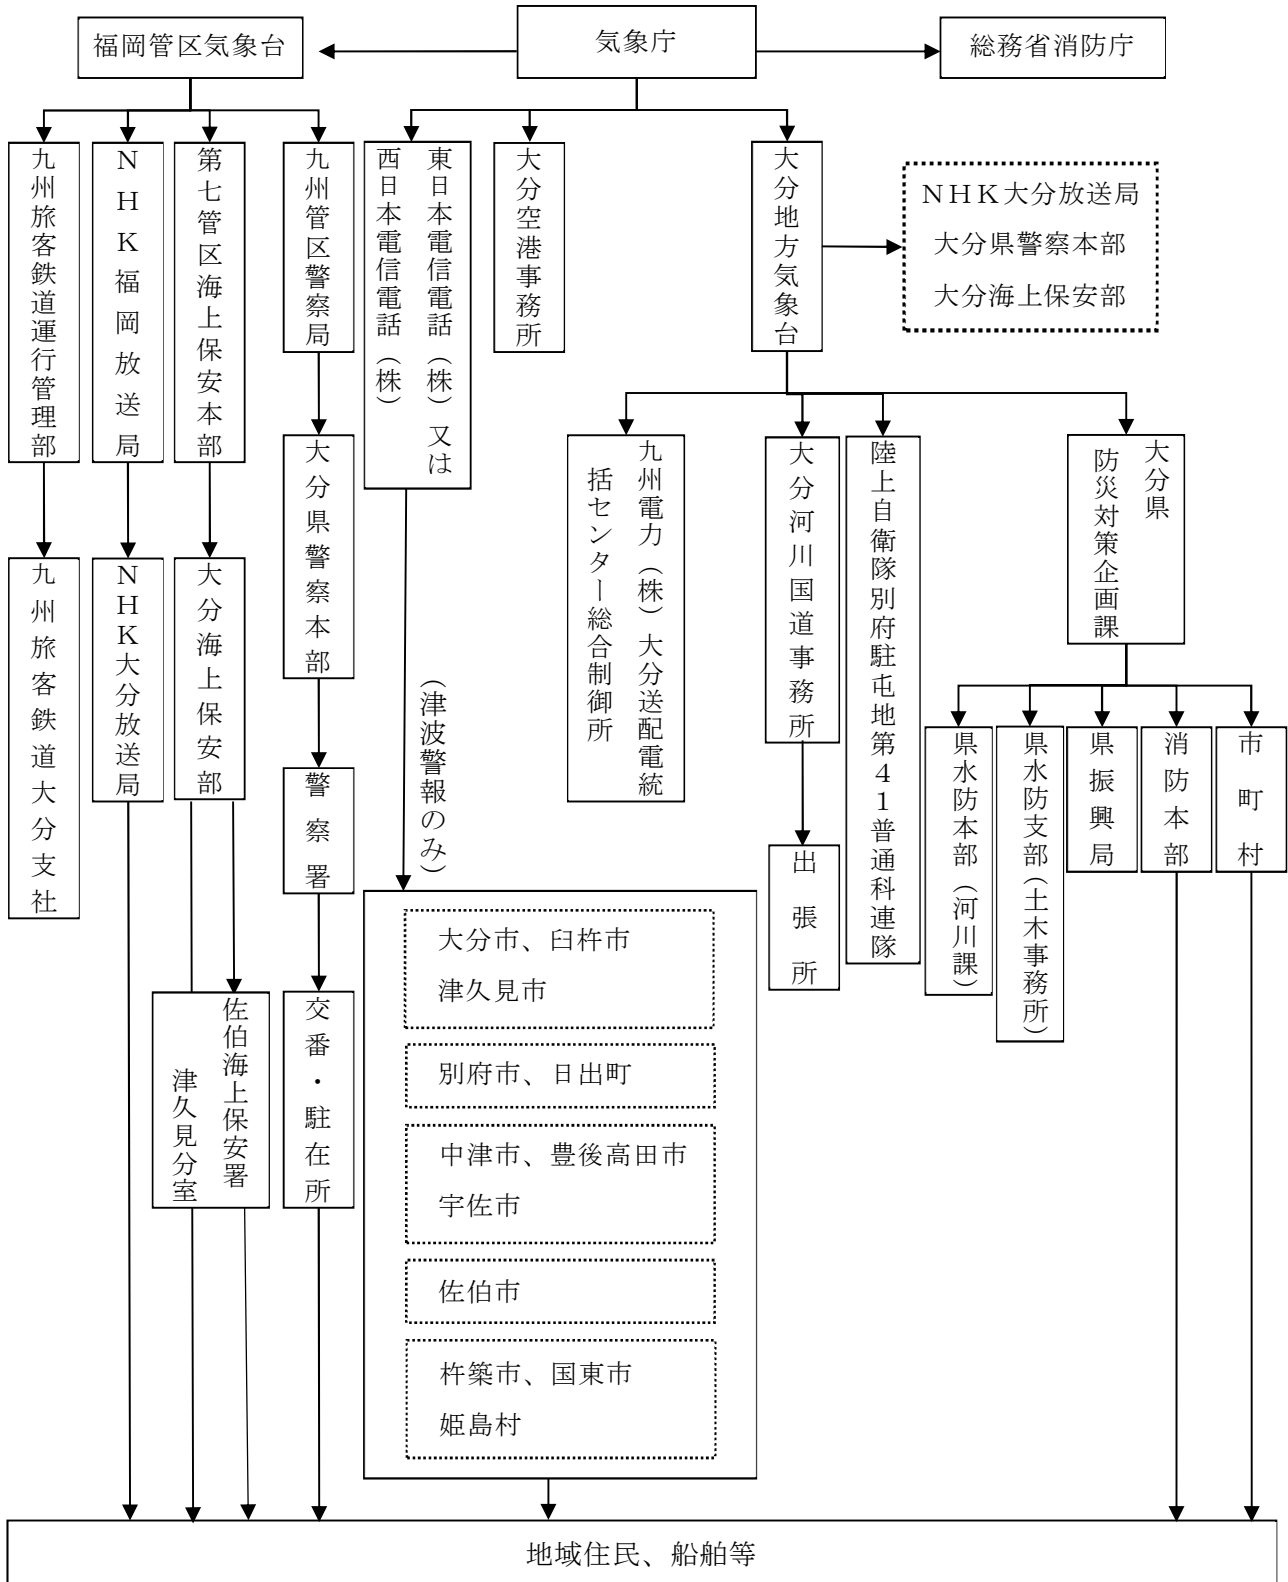 福岡管区気象台
気象庁
総務省消防庁
九州旅客鉄道運行管理部
ＮＨＫ福岡放送局
第七管区海上保安本部
九州管区警察局
東日本電信電話（株）又は
西日本電信電話（株）
大分空港事務所
大分地方気象台
ＮＨＫ大分放送局
大分県警察本部
大分海上保安部
九州旅客鉄道大分支社
ＮＨＫ大分放送局
大分海上保安部
大分県警察本部
九州電力（株）大分送配電統
括センター総合制御所
大分河川国道事務所
陸上自衛隊別府駐屯地第４１普通科連隊
大分県
防災対策企画課
（津波警報のみ）
警察署
出張所
県水防本部（河川課）
県水防支部（土木事務所）
県振興局
消防本部
市町村
佐伯海上保安署
津久見分室
交番・駐在所
大分市、臼杵市
津久見市
別府市、日出町
中津市、豊後高田市
宇佐市
佐伯市
杵築市、国東市
姫島村
地域住民、船舶等